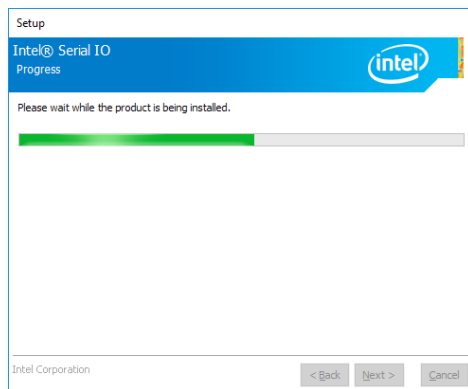 Setup
Intel® Serial IO
Progress
intel
Please wait while the product is being installed.
Intel Corporation
< Back
Next >
Cancel